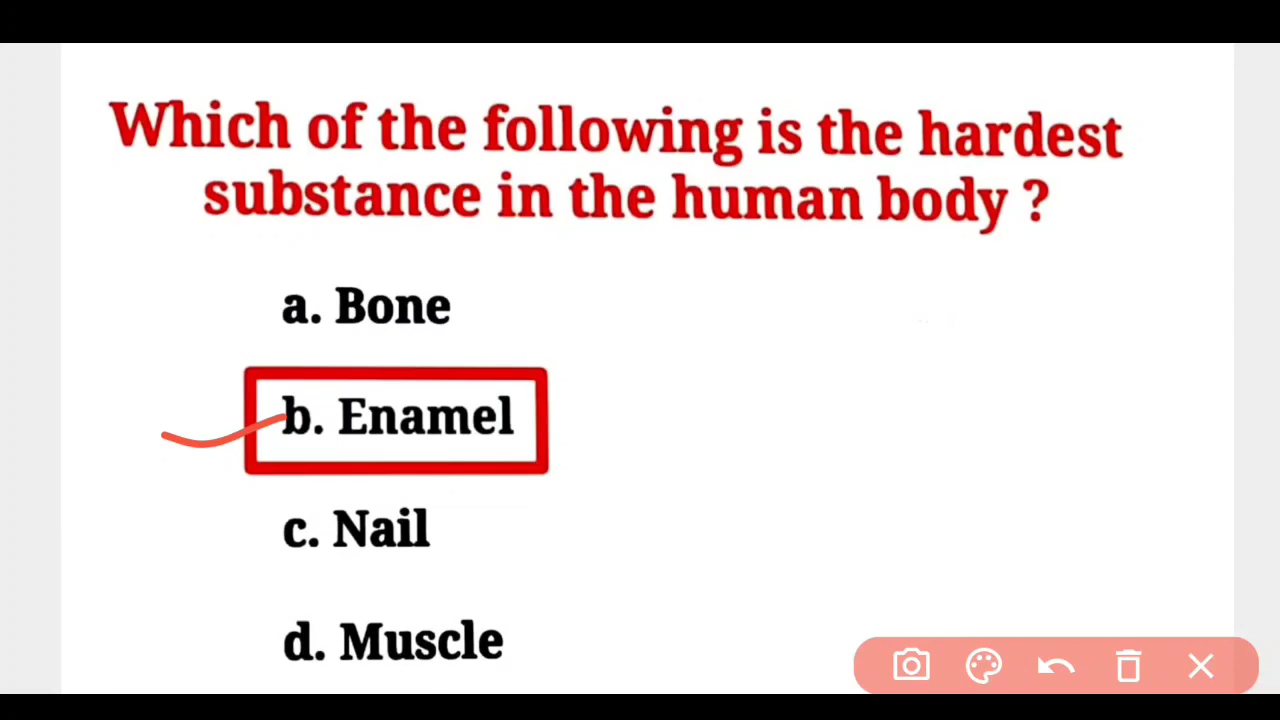 Which of the following is the hardest
substance in the human body ?
a. Bone
b. Enamel
c. Nail
d. Muscle